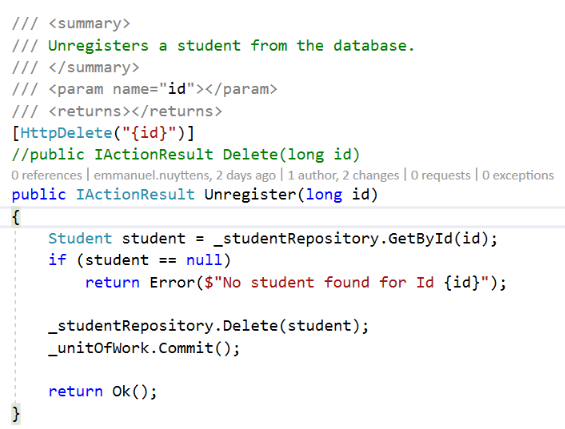 /// <summary>
/// Unregisters a student from the database.
/// </summary>
/// <param name="id"></param>
/// <returns></returns>
[HttpDelete("{id}")]
//public IActionResult Delete(long id)
0 references | emmanuel.nuyttens, 2 days ago | 1 author, 2 changes | 0 requests | 0 exceptions
public IActionResult Unregister(long id)
{
    Student student = _studentRepository.GetById(id);
    if (student == null)
        return Error($"No student found for Id {id}");

    _studentRepository.Delete(student);
    _unitOfWork.Commit();

    return Ok();
}